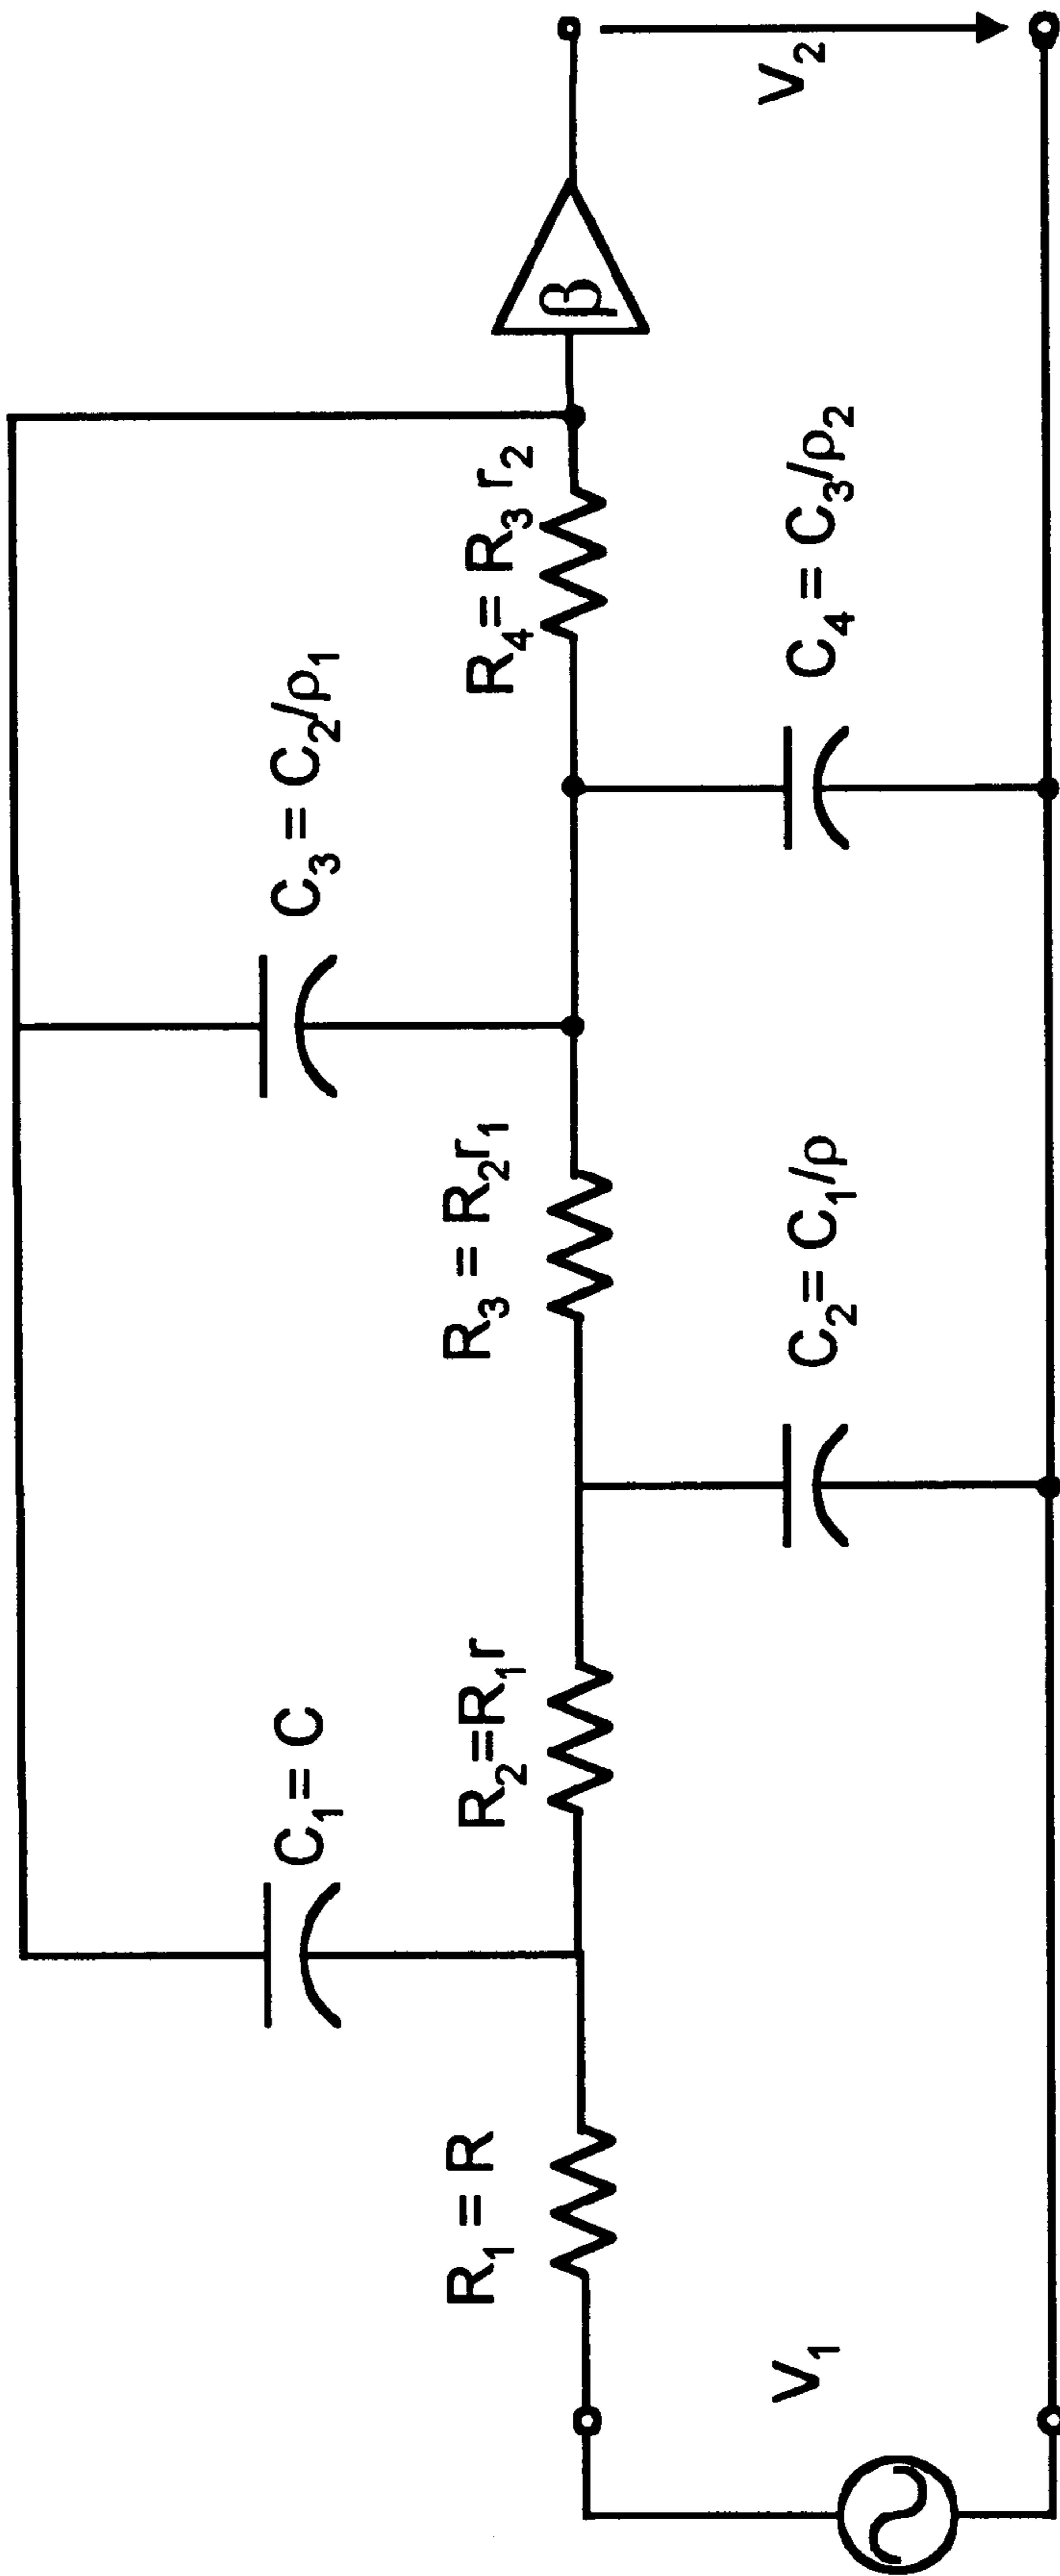 C₁ = C
C₃ = C₂/ρ₁
R₁ = R
R₂=R₁r
R₃ = R₂r₁
R₄= R₃ r₂
β
V₁
C₂ = C₁/ρ
C₄ = C₃/ρ₂
V₂